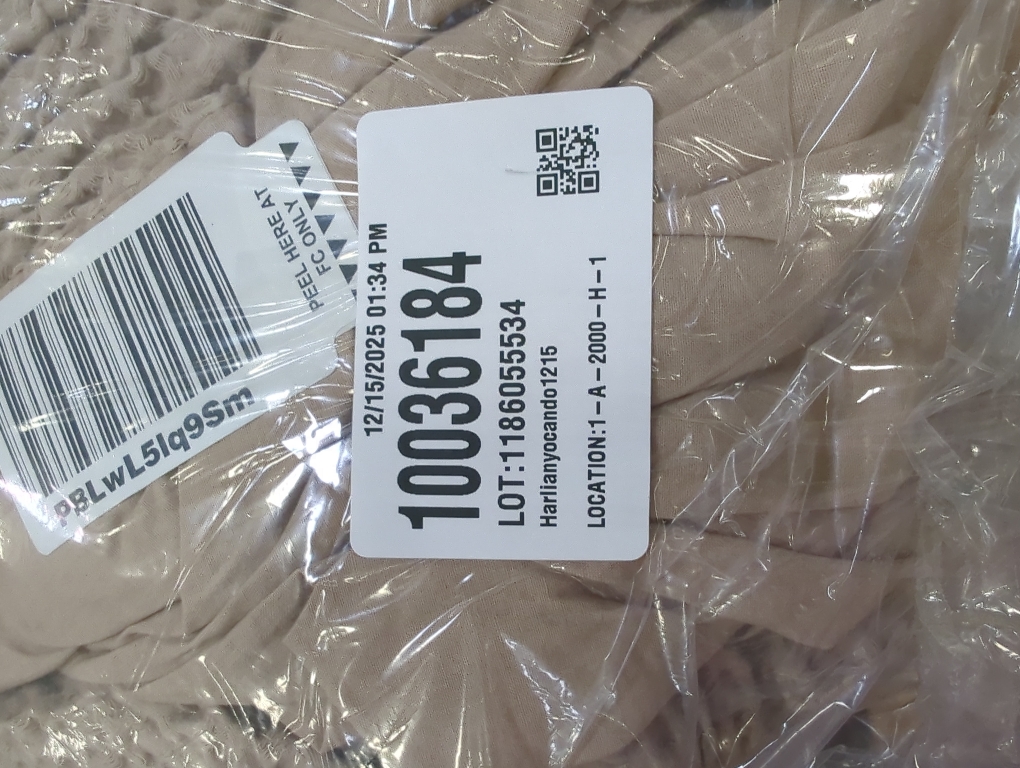 12/15/2025 01:34 PM
10036184
LOT:1186055534
Harlianyocando1215
LOCATION:1-A-2000-H-1
PEEL HERE AT
FC ONLY